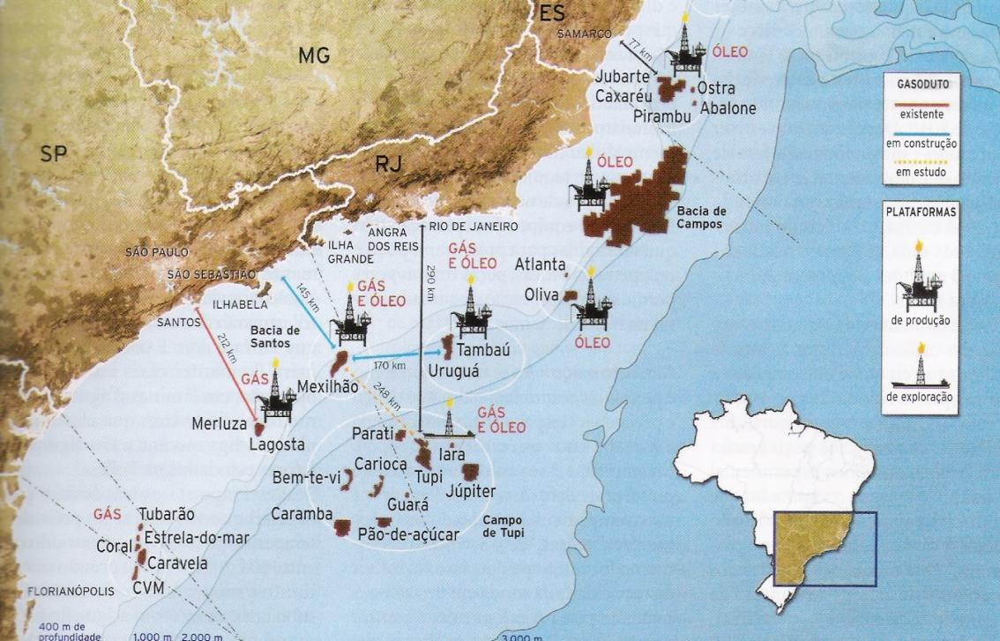 ES
SAMARCO
MG
77 km
ÓLEO
Jubarte
Caxaréu
Ostra
Abalone
Pirambu
GASODUTO
existente
em construção
em estudo
SP
RJ
ÓLEO
Bacia de
Campos
PLATAFORMAS
de produção
de exploração
RIO DE JANEIRO
ANGRA
DOS REIS
ILHA
GRANDE
SÃO PAULO
SÃO SEBASTIÃO
ILHABELA
SANTOS
GÁS
E ÓLEO
290 km
Atlanta
Oliva
ÓLEO
145 km
GÁS
E ÓLEO
Bacia de
Santos
212 km
170 km
Tambaú
Uruguá
Mexilhão
248 km
GÁS
Merluza
Lagosta
GÁS
E ÓLEO
Parati
Iara
Carioca
Tupi
Bem-te-vi
Júpiter
Guará
Caramba
Pão-de-açúcar
Campo
de Tupi
GÁS
Tubarão
Estrela-do-mar
Coral
Caravela
CVM
FLORIANÓPOLIS
400 m de
profundidade
1.000 m
2.000 m
3.000 m